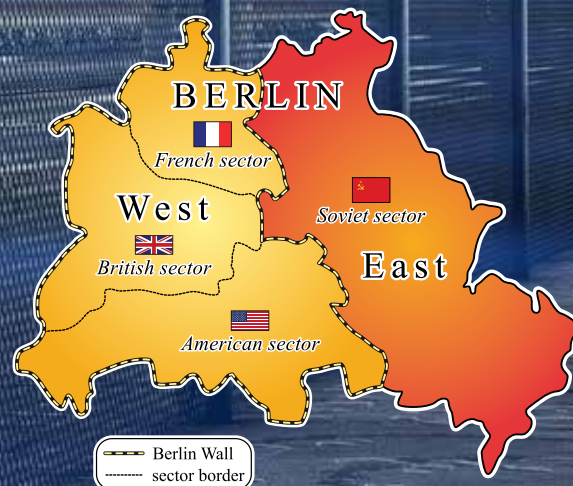 BERLIN
French sector
West
Soviet sector
British sector
East
American sector
Berlin Wall
sector border